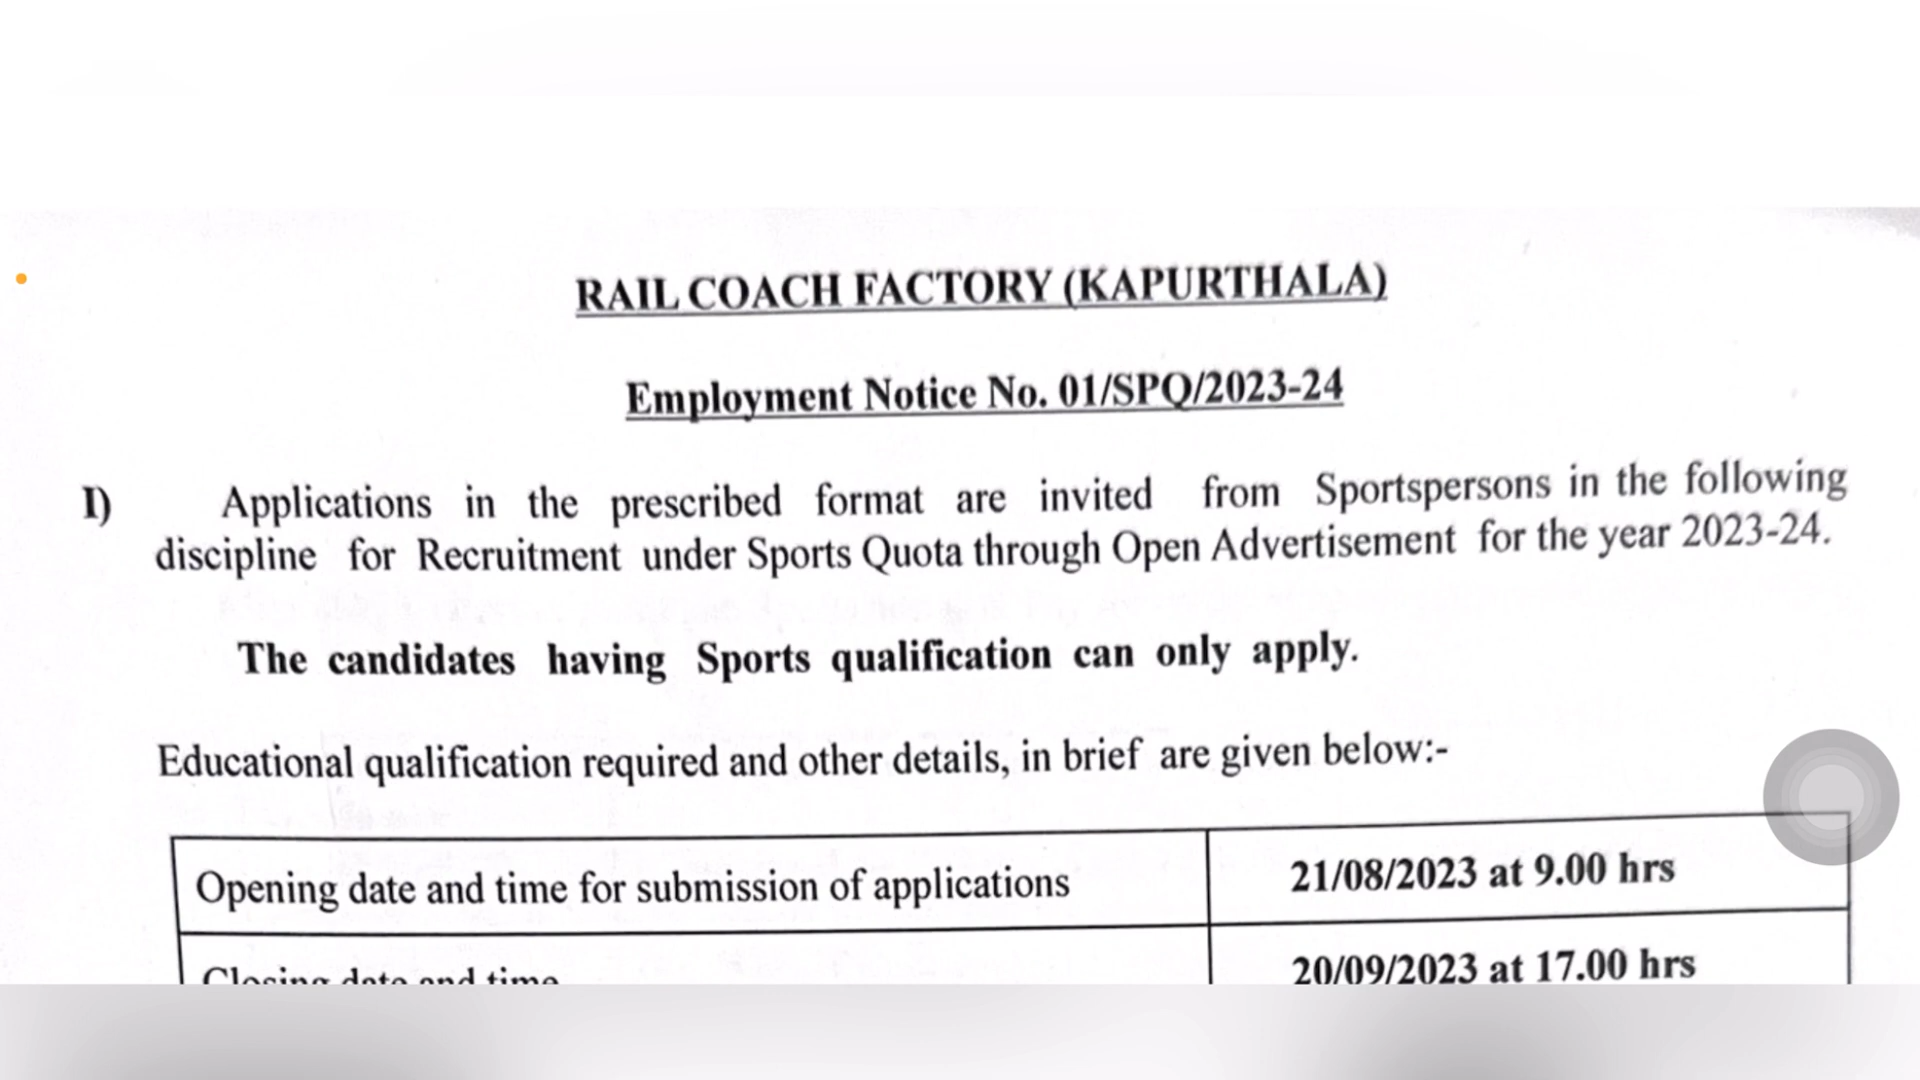 RAIL COACH FACTORY (KAPURTHALA)
Employment Notice No. 01/SPQ/2023-24
I) Applications in the prescribed format are invited from Sportspersons in the following
discipline for Recruitment under Sports Quota through Open Advertisement for the year 2023-24.
The candidates having Sports qualification can only apply.
Educational qualification required and other details, in brief are given below:-
Opening date and time for submission of applications 21/08/2023 at 9.00 hrs
Closing date and time 20/09/2023 at 17.00 hrs